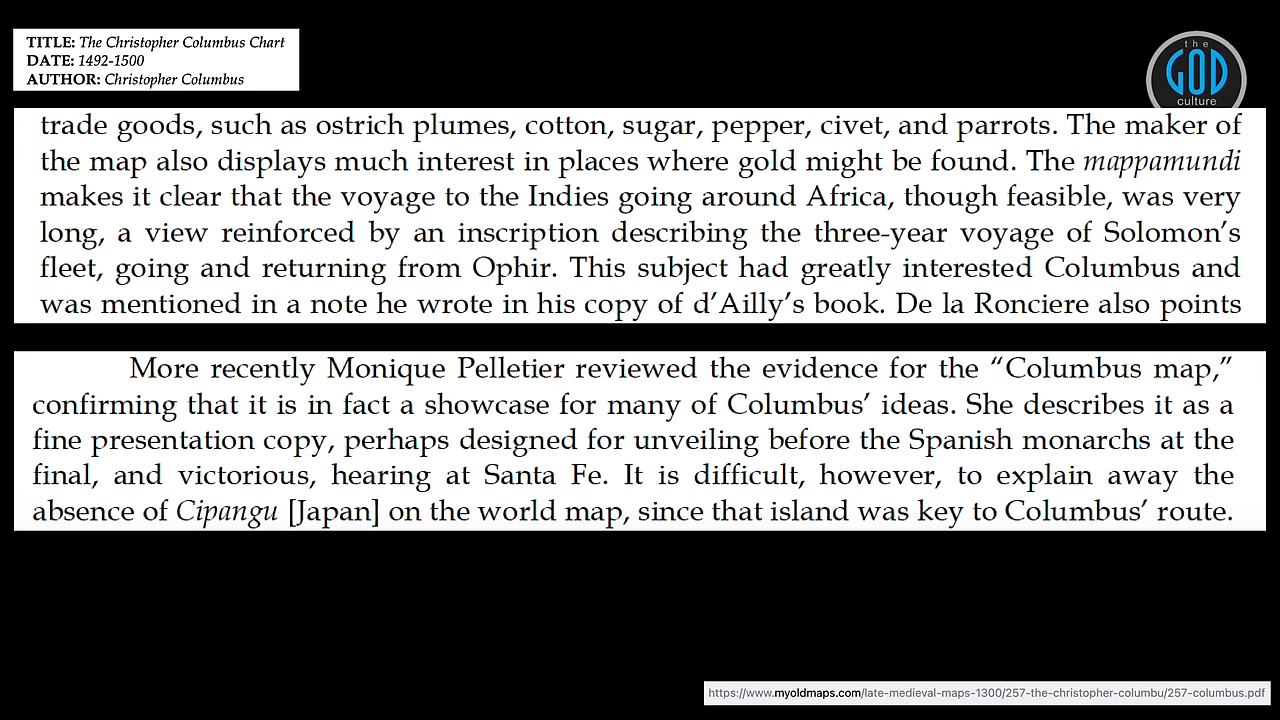 TITLE: The Christopher Columbus Chart
DATE: 1492-1500
AUTHOR: Christopher Columbus
the
GOD
culture
trade goods, such as ostrich plumes, cotton, sugar, pepper, civet, and parrots. The maker of
the map also displays much interest in places where gold might be found. The mappamundi
makes it clear that the voyage to the Indies going around Africa, though feasible, was very
long, a view reinforced by an inscription describing the three-year voyage of Solomon's
fleet, going and returning from Ophir. This subject had greatly interested Columbus and
was mentioned in a note he wrote in his copy of d'Ailly's book. De la Ronciere also points
More recently Monique Pelletier reviewed the evidence for the “Columbus map,”
confirming that it is in fact a showcase for many of Columbus' ideas. She describes it as a
fine presentation copy, perhaps designed for unveiling before the Spanish monarchs at the
final, and victorious, hearing at Santa Fe. It is difficult, however, to explain away the
absence of Cipangu [Japan] on the world map, since that island was key to Columbus' route.
https://www.myoldmaps.com/late-medieval-maps-1300/257-the-christopher-columbu/257-columbus.pdf